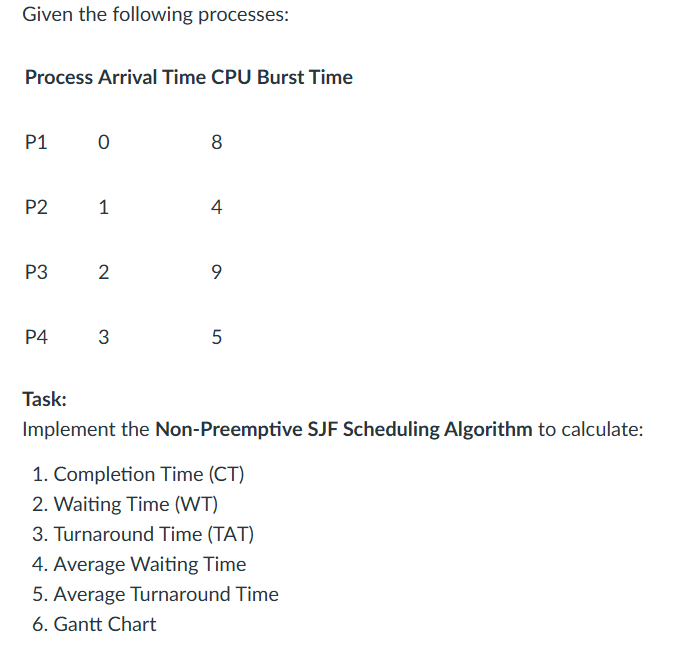 Given the following processes:
Process Arrival Time CPU Burst Time
P1 0 8
P2 1 4
P3 2 9
P4 3 5
Task:
Implement the Non-Preemptive SJF Scheduling Algorithm to calculate:
1. Completion Time (CT)
2. Waiting Time (WT)
3. Turnaround Time (TAT)
4. Average Waiting Time
5. Average Turnaround Time
6. Gantt Chart